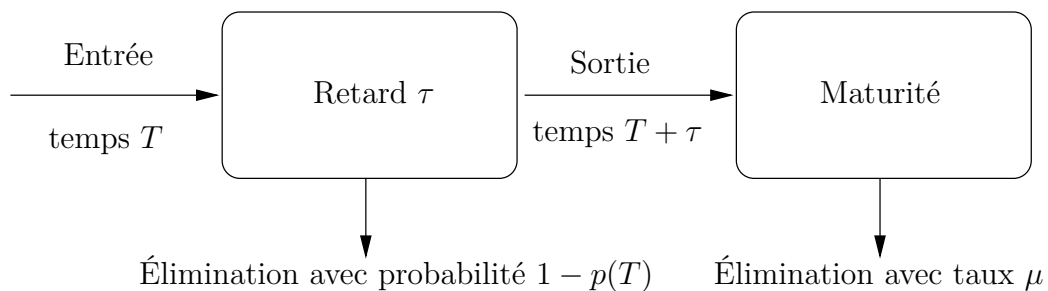 Entrée
temps T
Retard τ
Sortie
temps T + τ
Maturité
Élimination avec probabilité 1 − p(T)
Élimination avec taux μ